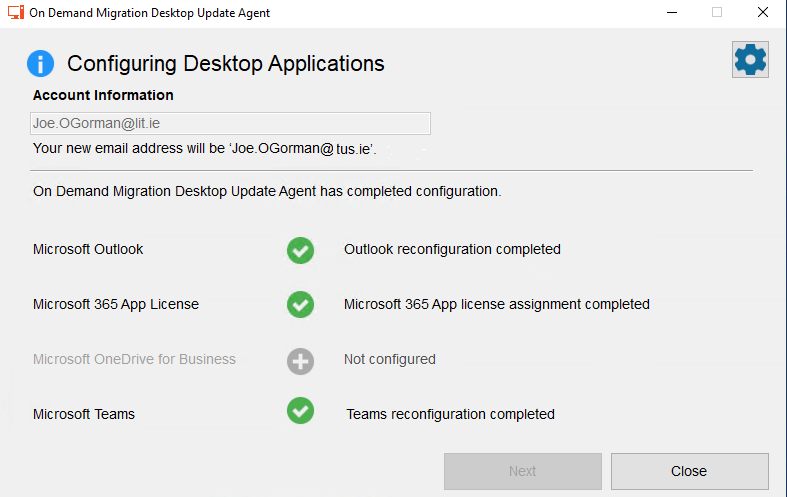 On Demand Migration Desktop Update Agent
Configuring Desktop Applications
Account Information
Joe.OGorman@lit.ie
Your new email address will be ‘Joe.OGorman@tus.ie’.
On Demand Migration Desktop Update Agent has completed configuration.
Microsoft Outlook Outlook reconfiguration completed
Microsoft 365 App License Microsoft 365 App license assignment completed
Microsoft OneDrive for Business Not configured
Microsoft Teams Teams reconfiguration completed
Next Close